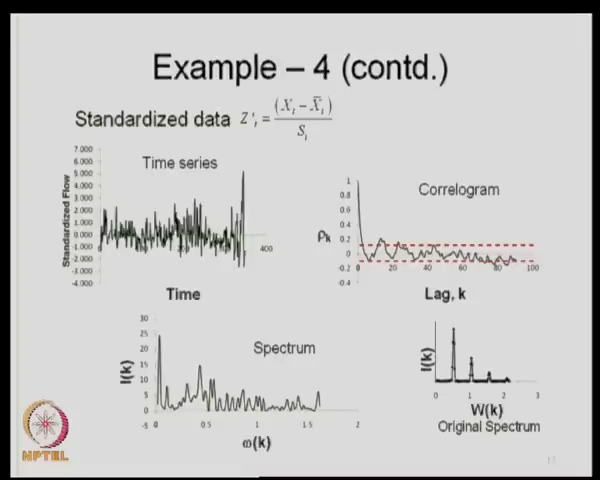 Example – 4 (contd.)
Standardized data Z'ₜ = (Xₜ − X̄ᵢ) / Sᵢ
Time series
7.000
6.000
5.000
4.000
3.000
2.000
1.000
0.000
-1.000
-2.000
-3.000
-4.000
400
Standardized Flow
Time
Correlogram
1
0.8
0.6
0.4
0.2
0
-0.2
-0.4
0 20 40 60 80 100
ρk
Lag, k
Spectrum
30
25
20
15
10
5
0
-5
0 0.5 1 1.5 2
I(k)
ω(k)
I(k)
0 1 2 3
W(k)
Original Spectrum
NPTEL